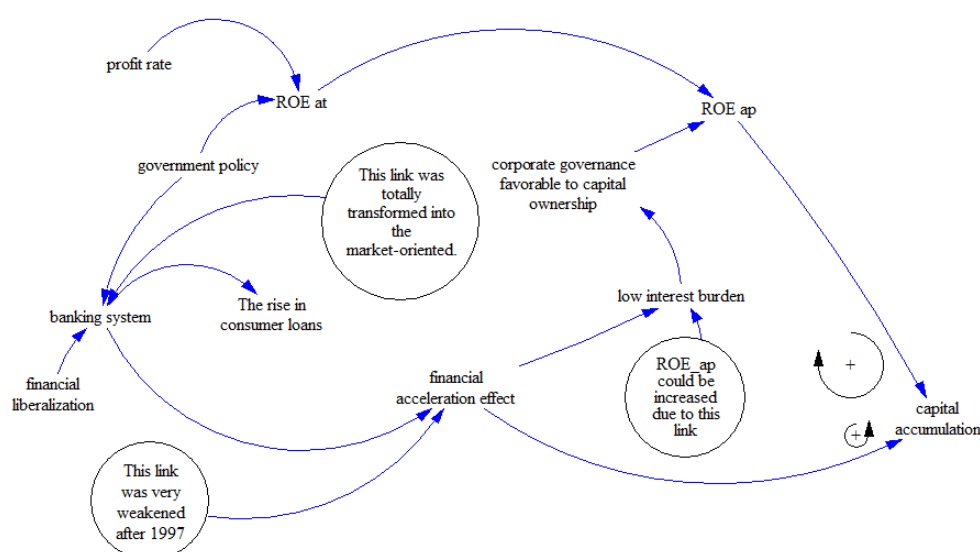 profit rate
ROE at
ROE ap
government policy
This link was
totally
transformed into
the
market-oriented.
corporate governance
favorable to capital
ownership
banking system
The rise in
consumer loans
low interest burden
financial
liberalization
financial
acceleration effect
ROE_ap
could be
increased
due to this
link
+
+
capital
accumulation
This link
was very
weakened
after 1997